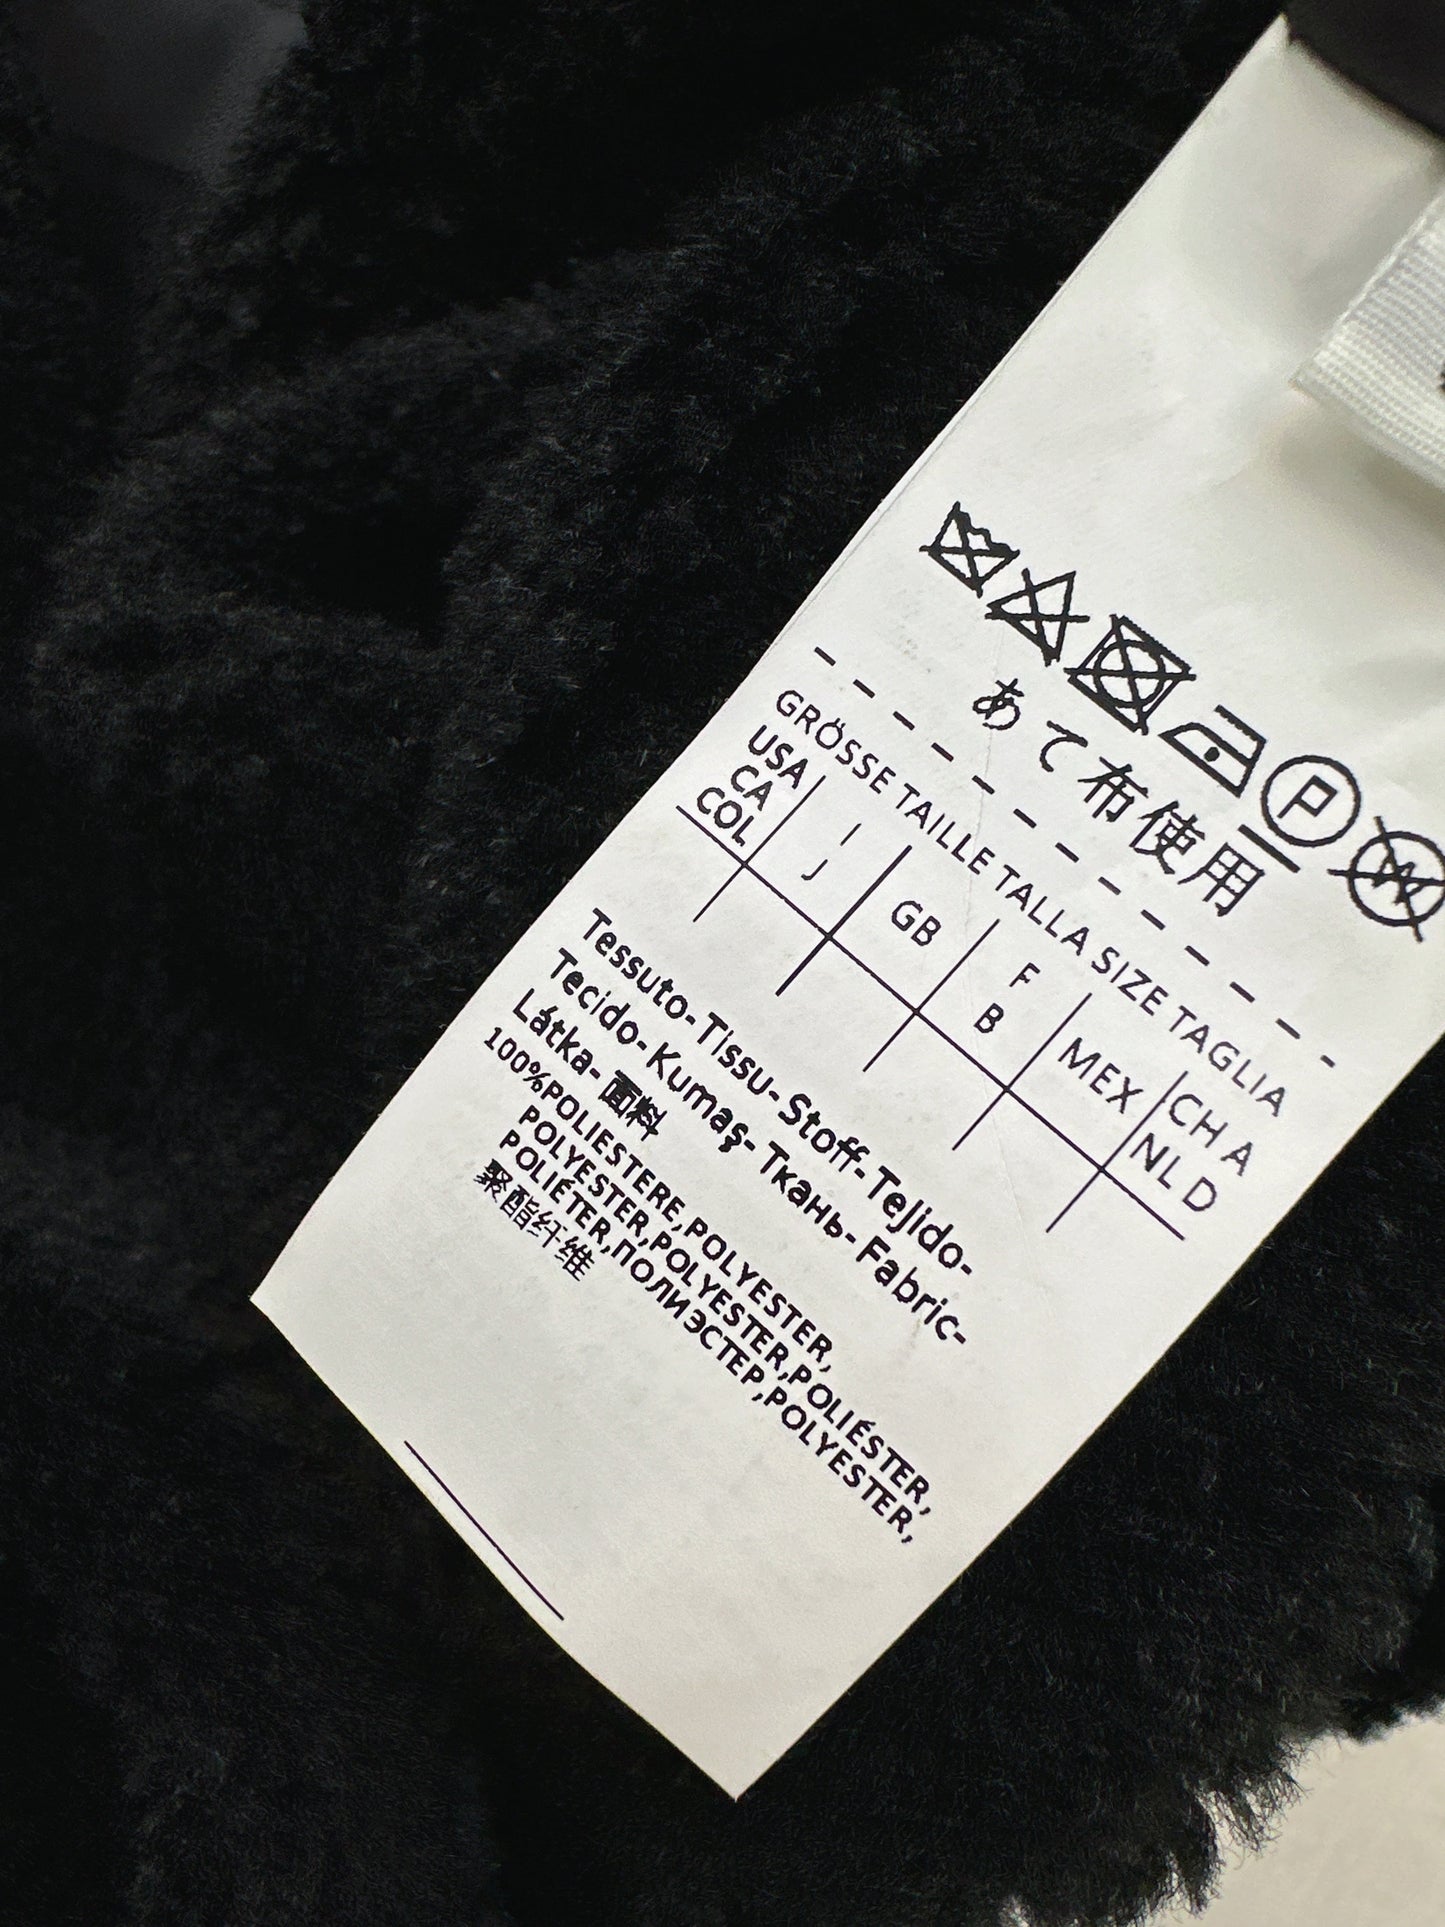 P
W
あて布使用
GRÖSSE TAILLE TALLA SIZE TAGLIA
USA I GB F MEX CH A
CA J B NL D
COL
Tessuto-Tissu-Stoff-Tejido-
Tecido-Kumaş-Ткань-Fabric-
Látka-面料
100%POLIESTERE,POLYESTER,
POLYESTER,POLYESTER,POLIÉSTER,
POLIÉTER,ПОЛИЭСТЕР,POLYESTER,
聚酯纤维